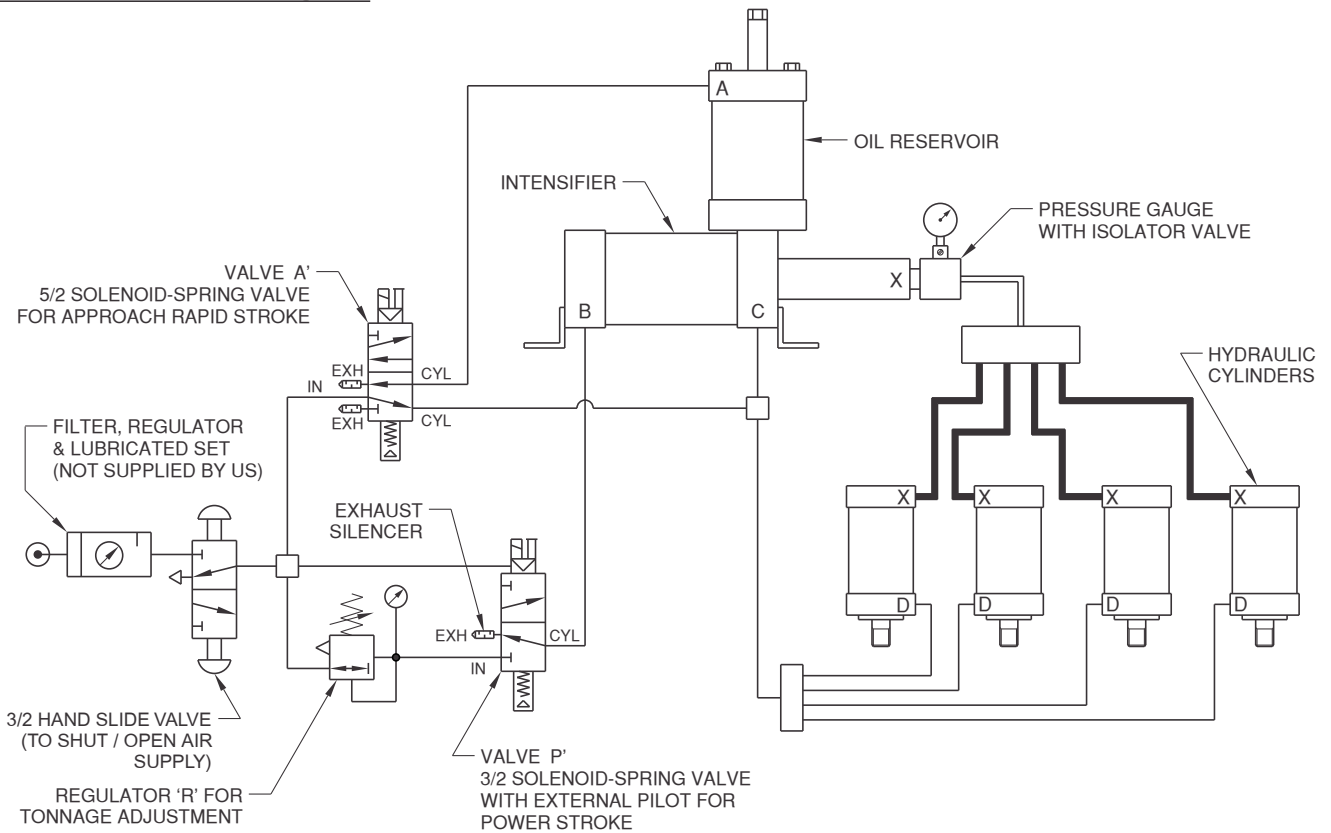 A
OIL RESERVOIR
INTENSIFIER
PRESSURE GAUGE
WITH ISOLATOR VALVE
X
B
C
VALVE A'
5/2 SOLENOID-SPRING VALVE
FOR APPROACH RAPID STROKE
EXH
CYL
IN
EXH
CYL
HYDRAULIC
CYLINDERS
FILTER, REGULATOR
& LUBRICATED SET
(NOT SUPPLIED BY US)
EXHAUST
SILENCER
X
X
X
X
D
D
D
D
EXH
CYL
IN
3/2 HAND SLIDE VALVE
(TO SHUT / OPEN AIR
SUPPLY)
REGULATOR ‘R’ FOR
TONNAGE ADJUSTMENT
VALVE P'
3/2 SOLENOID-SPRING VALVE
WITH EXTERNAL PILOT FOR
POWER STROKE